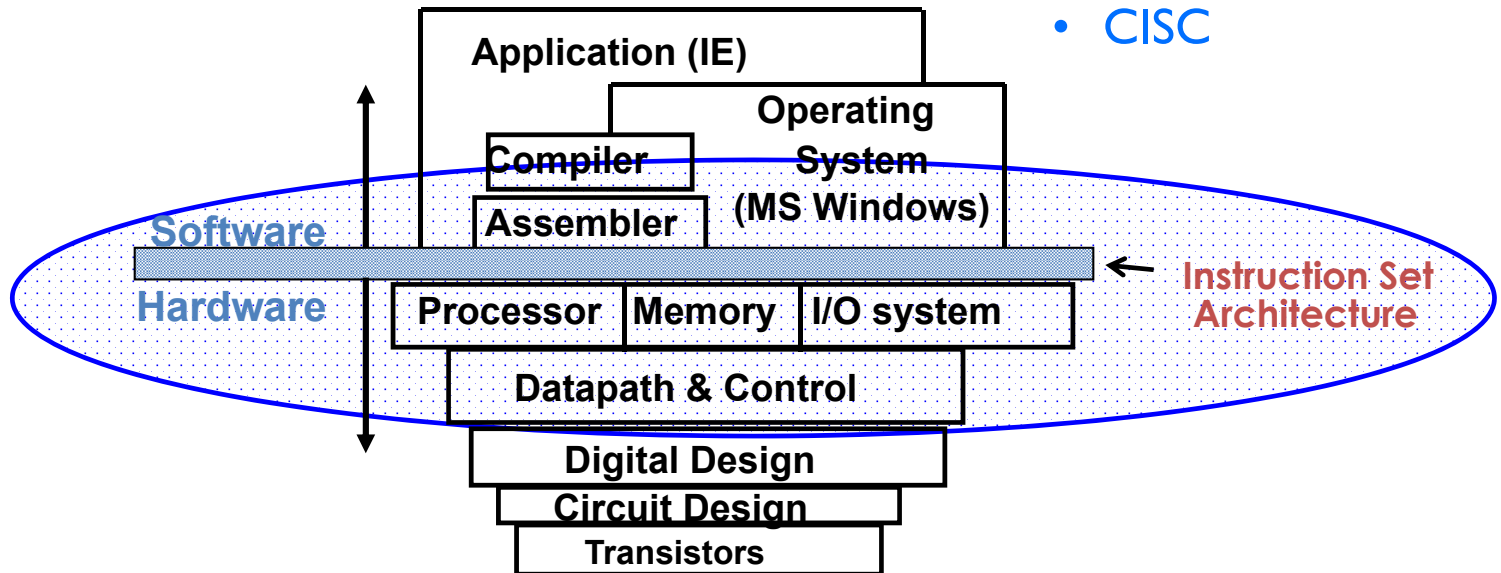 • CISC
Application (IE)
Operating
System
(MS Windows)
Compiler
Assembler
Software
Hardware
Instruction Set
Architecture
Processor Memory I/O system
Datapath & Control
Digital Design
Circuit Design
Transistors